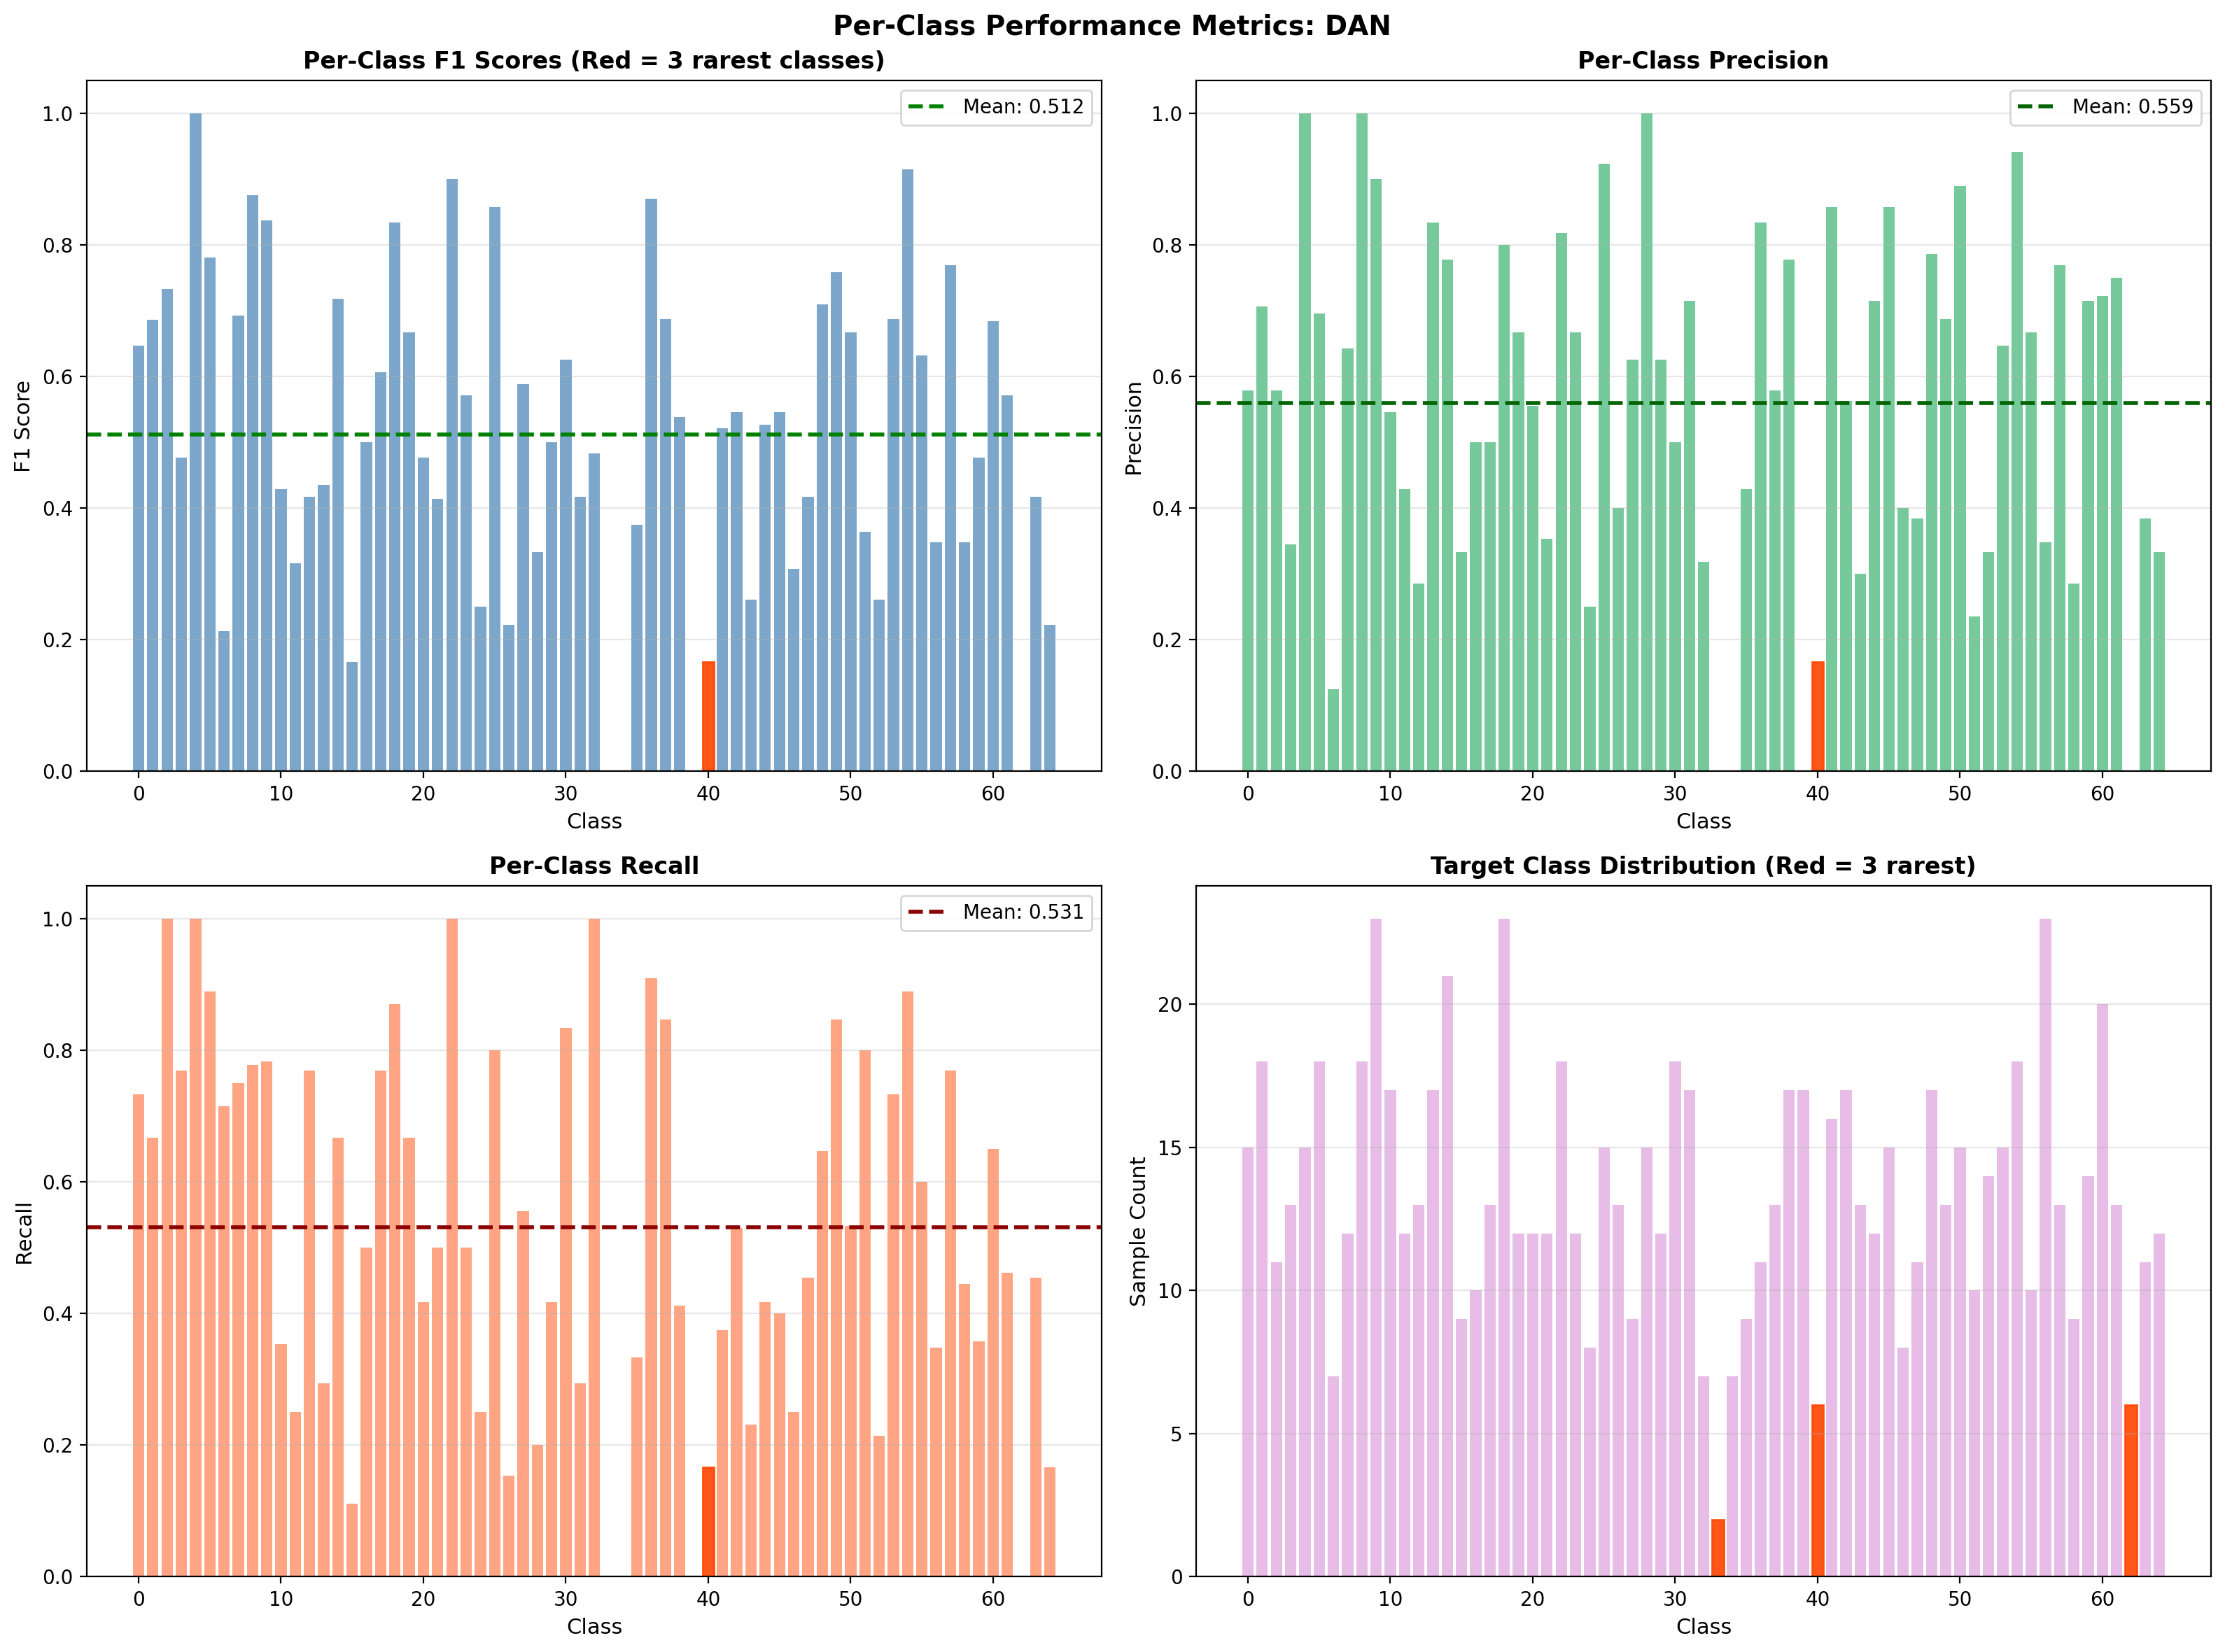 Per-Class Performance Metrics: DAN
Per-Class F1 Scores (Red = 3 rarest classes)
Mean: 0.512
1.0
0.8
0.6
0.4
0.2
0.0
F1 Score
0 10 20 30 40 50 60
Class
Per-Class Precision
Mean: 0.559
1.0
0.8
0.6
0.4
0.2
0.0
Precision
0 10 20 30 40 50 60
Class
Per-Class Recall
Mean: 0.531
1.0
0.8
0.6
0.4
0.2
0.0
Recall
0 10 20 30 40 50 60
Class
Target Class Distribution (Red = 3 rarest)
20
15
10
5
0
Sample Count
0 10 20 30 40 50 60
Class